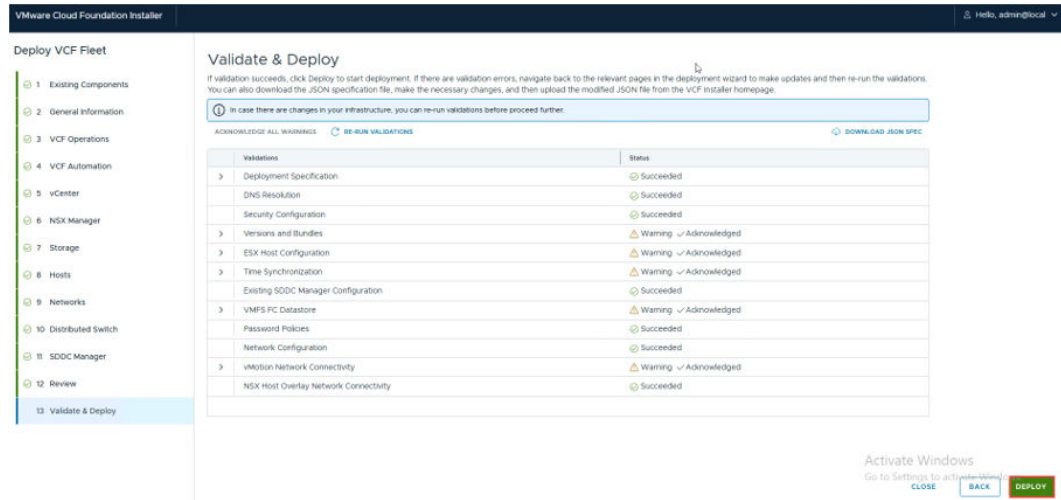 VMware Cloud Foundation Installer
Hello, admin@local
Deploy VCF Fleet
1 Existing Components
2 General Information
3 VCF Operations
4 VCF Automation
5 vCenter
6 NSX Manager
7 Storage
8 Hosts
9 Networks
10 Distributed Switch
11 SDDC Manager
12 Review
13 Validate & Deploy
Validate & Deploy
If validation succeeds, click Deploy to start deployment. If there are validation errors, navigate back to the relevant pages in the deployment wizard to make updates and then re-run the validations.
You can also download the JSON specification file, make the necessary changes, and then upload the modified JSON file from the VCF Installer homepage.
In case there are changes in your infrastructure, you can re-run validations before proceed further.
ACKNOWLEDGE ALL WARNINGS RE-RUN VALIDATIONS DOWNLOAD JSON SPEC
Validations Status
Deployment Specification Succeeded
DNS Resolution Succeeded
Security Configuration Succeeded
Versions and Bundles Warning Acknowledged
ESX Host Configuration Warning Acknowledged
Time Synchronization Warning Acknowledged
Existing SDDC Manager Configuration Succeeded
VMFS FC Datastore Warning Acknowledged
Password Policies Succeeded
Network Configuration Succeeded
vMotion Network Connectivity Warning Acknowledged
NSX Host Overlay Network Connectivity Succeeded
Activate Windows
Go to Settings to activate Windows
CLOSE BACK DEPLOY